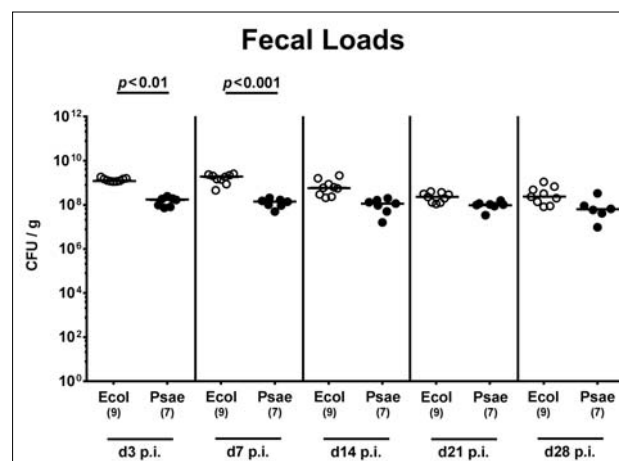 Fecal Loads
p<0.01 p<0.001
10^12
10^10
10^8
10^6
10^4
10^2
10^0
CFU / g
Ecol Psae Ecol Psae Ecol Psae Ecol Psae Ecol Psae
(9) (7) (9) (7) (9) (7) (9) (7) (9) (7)
d3 p.i. d7 p.i. d14 p.i. d21 p.i. d28 p.i.